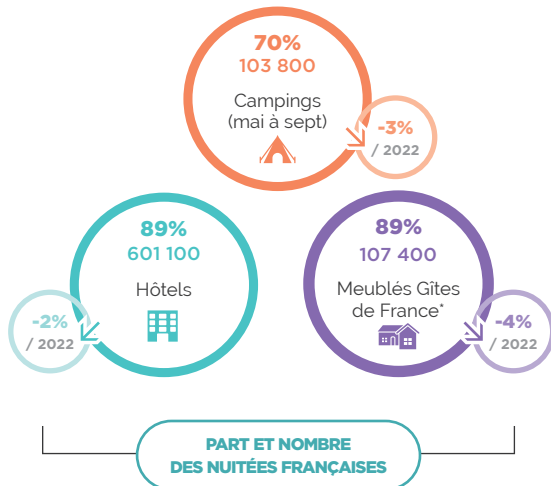 70%
103 800
Campings
(mai à sept)
-3%
/ 2022
89%
601 100
Hôtels
-2%
/ 2022
89%
107 400
Meublés Gîtes
de France*
-4%
/ 2022
PART ET NOMBRE
DES NUITÉES FRANÇAISES